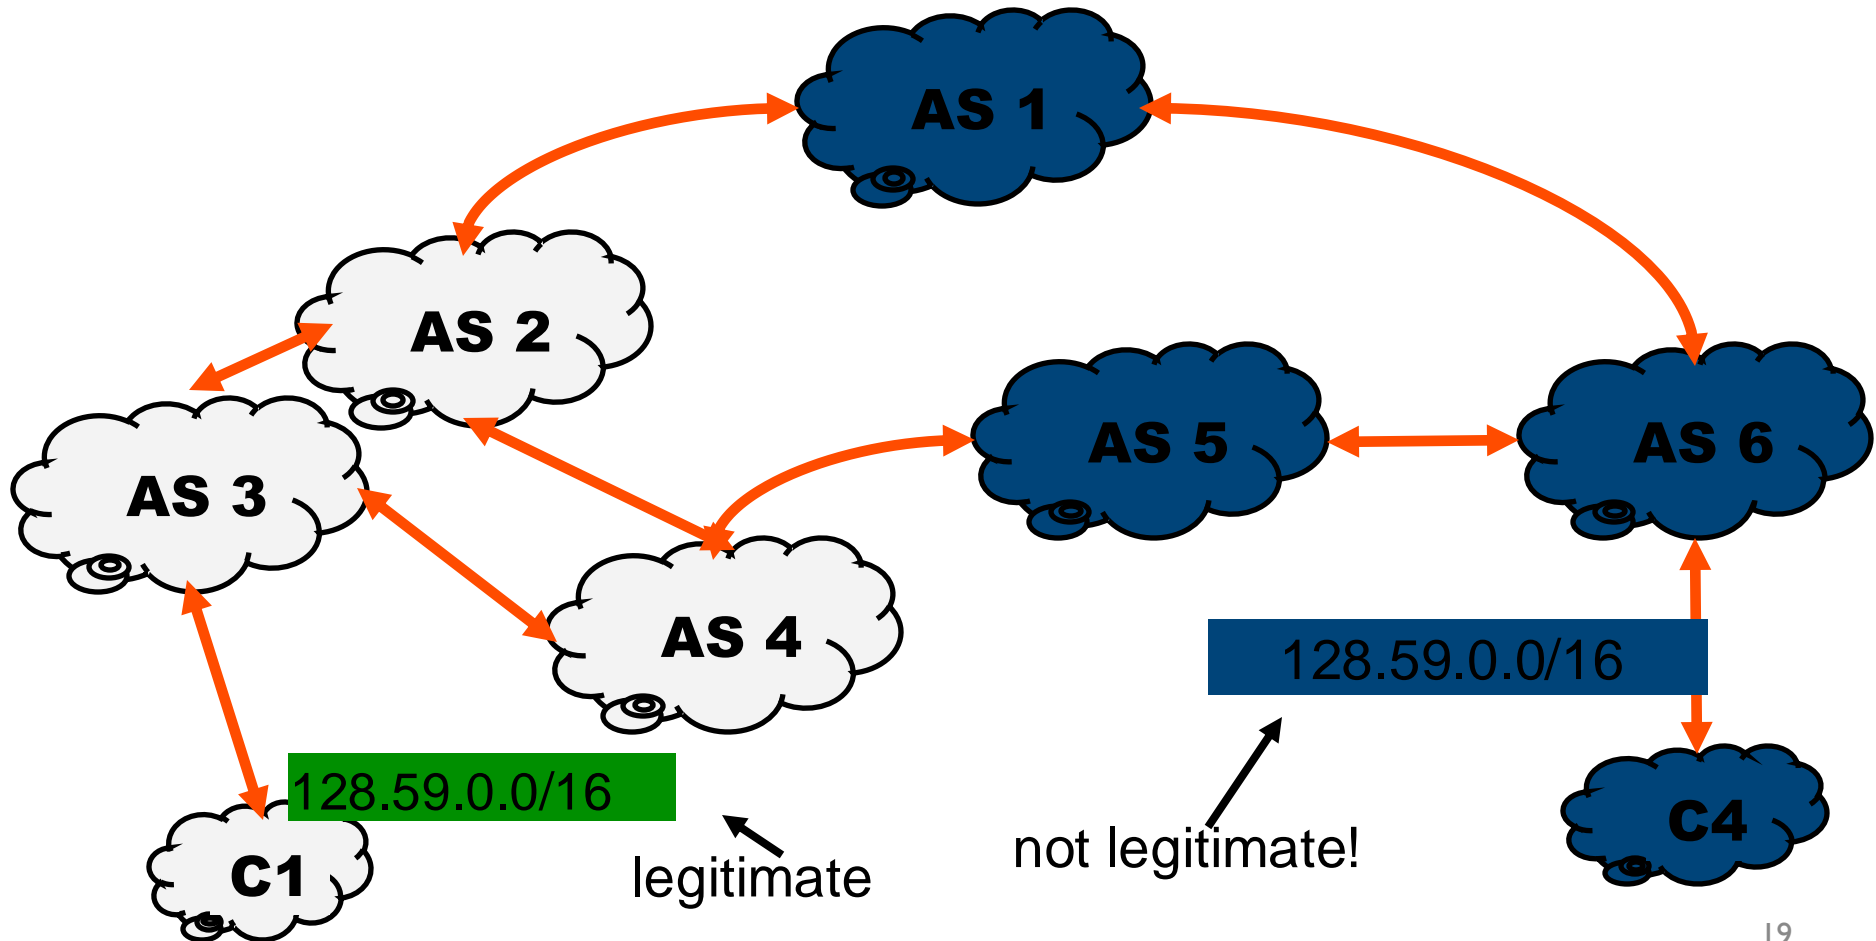 AS 1
AS 2
AS 5
AS 6
AS 3
AS 4
128.59.0.0/16
128.59.0.0/16
C4
not legitimate!
C1
legitimate
19